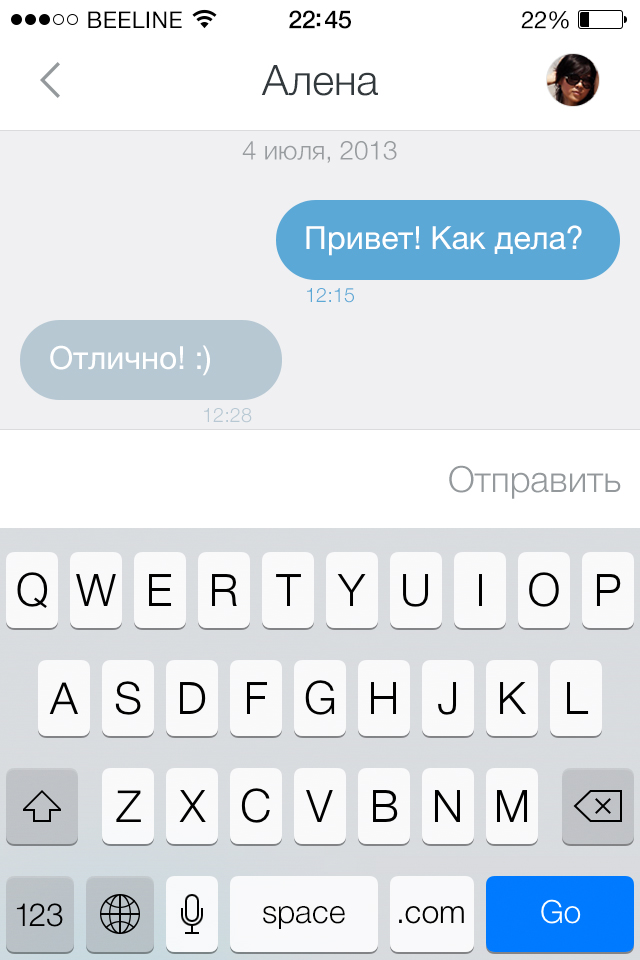 BEELINE 22:45 22%
Алена
4 июля, 2013
Привет! Как дела?
12:15
Отлично! :)
12:28
Отправить
Q W E R T Y U I O P
A S D F G H J K L
Z X C V B N M
123 space .com Go